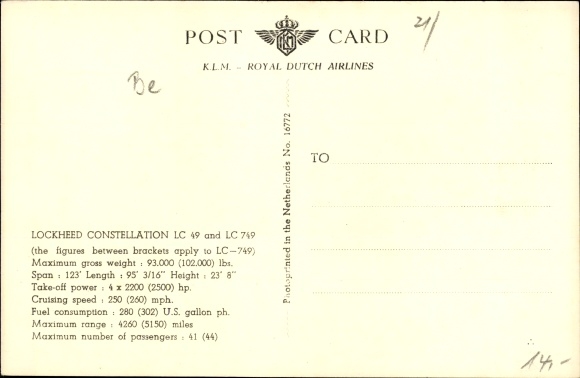 POST CARD
KLM
K.L.M. – ROYAL DUTCH AIRLINES
21/
Be
TO
Photoprinted in the Netherlands No. 16772
LOCKHEED CONSTELLATION LC 49 and LC 749
(the figures between brackets apply to LC—749)
Maximum gross weight : 93.000 (102.000) lbs.
Span : 123' Length : 95' 3/16" Height : 23' 8"
Take-off power : 4 x 2200 (2500) hp.
Cruising speed : 250 (260) mph.
Fuel consumption : 280 (302) U.S. gallon ph.
Maximum range : 4260 (5150) miles
Maximum number of passengers : 41 (44)
14,-